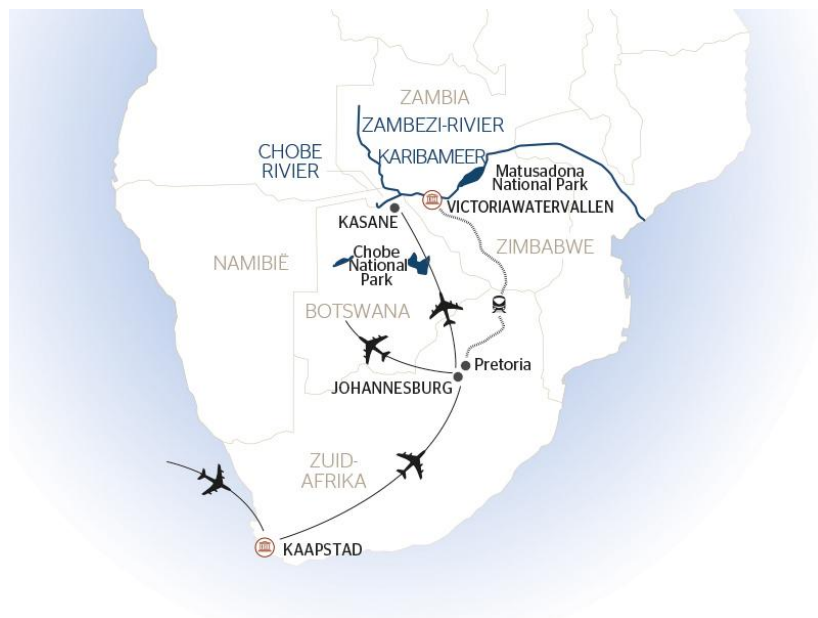 ZAMBIA
ZAMBEZI-RIVIER
CHOBE
RIVIER
KARIBAMEER
Matusadona
National Park
VICTORIAWATERVALLEN
KASANE
ZIMBABWE
NAMIBIË
Chobe
National
Park
BOTSWANA
Pretoria
JOHANNESBURG
ZUID-
AFRIKA
KAAPSTAD